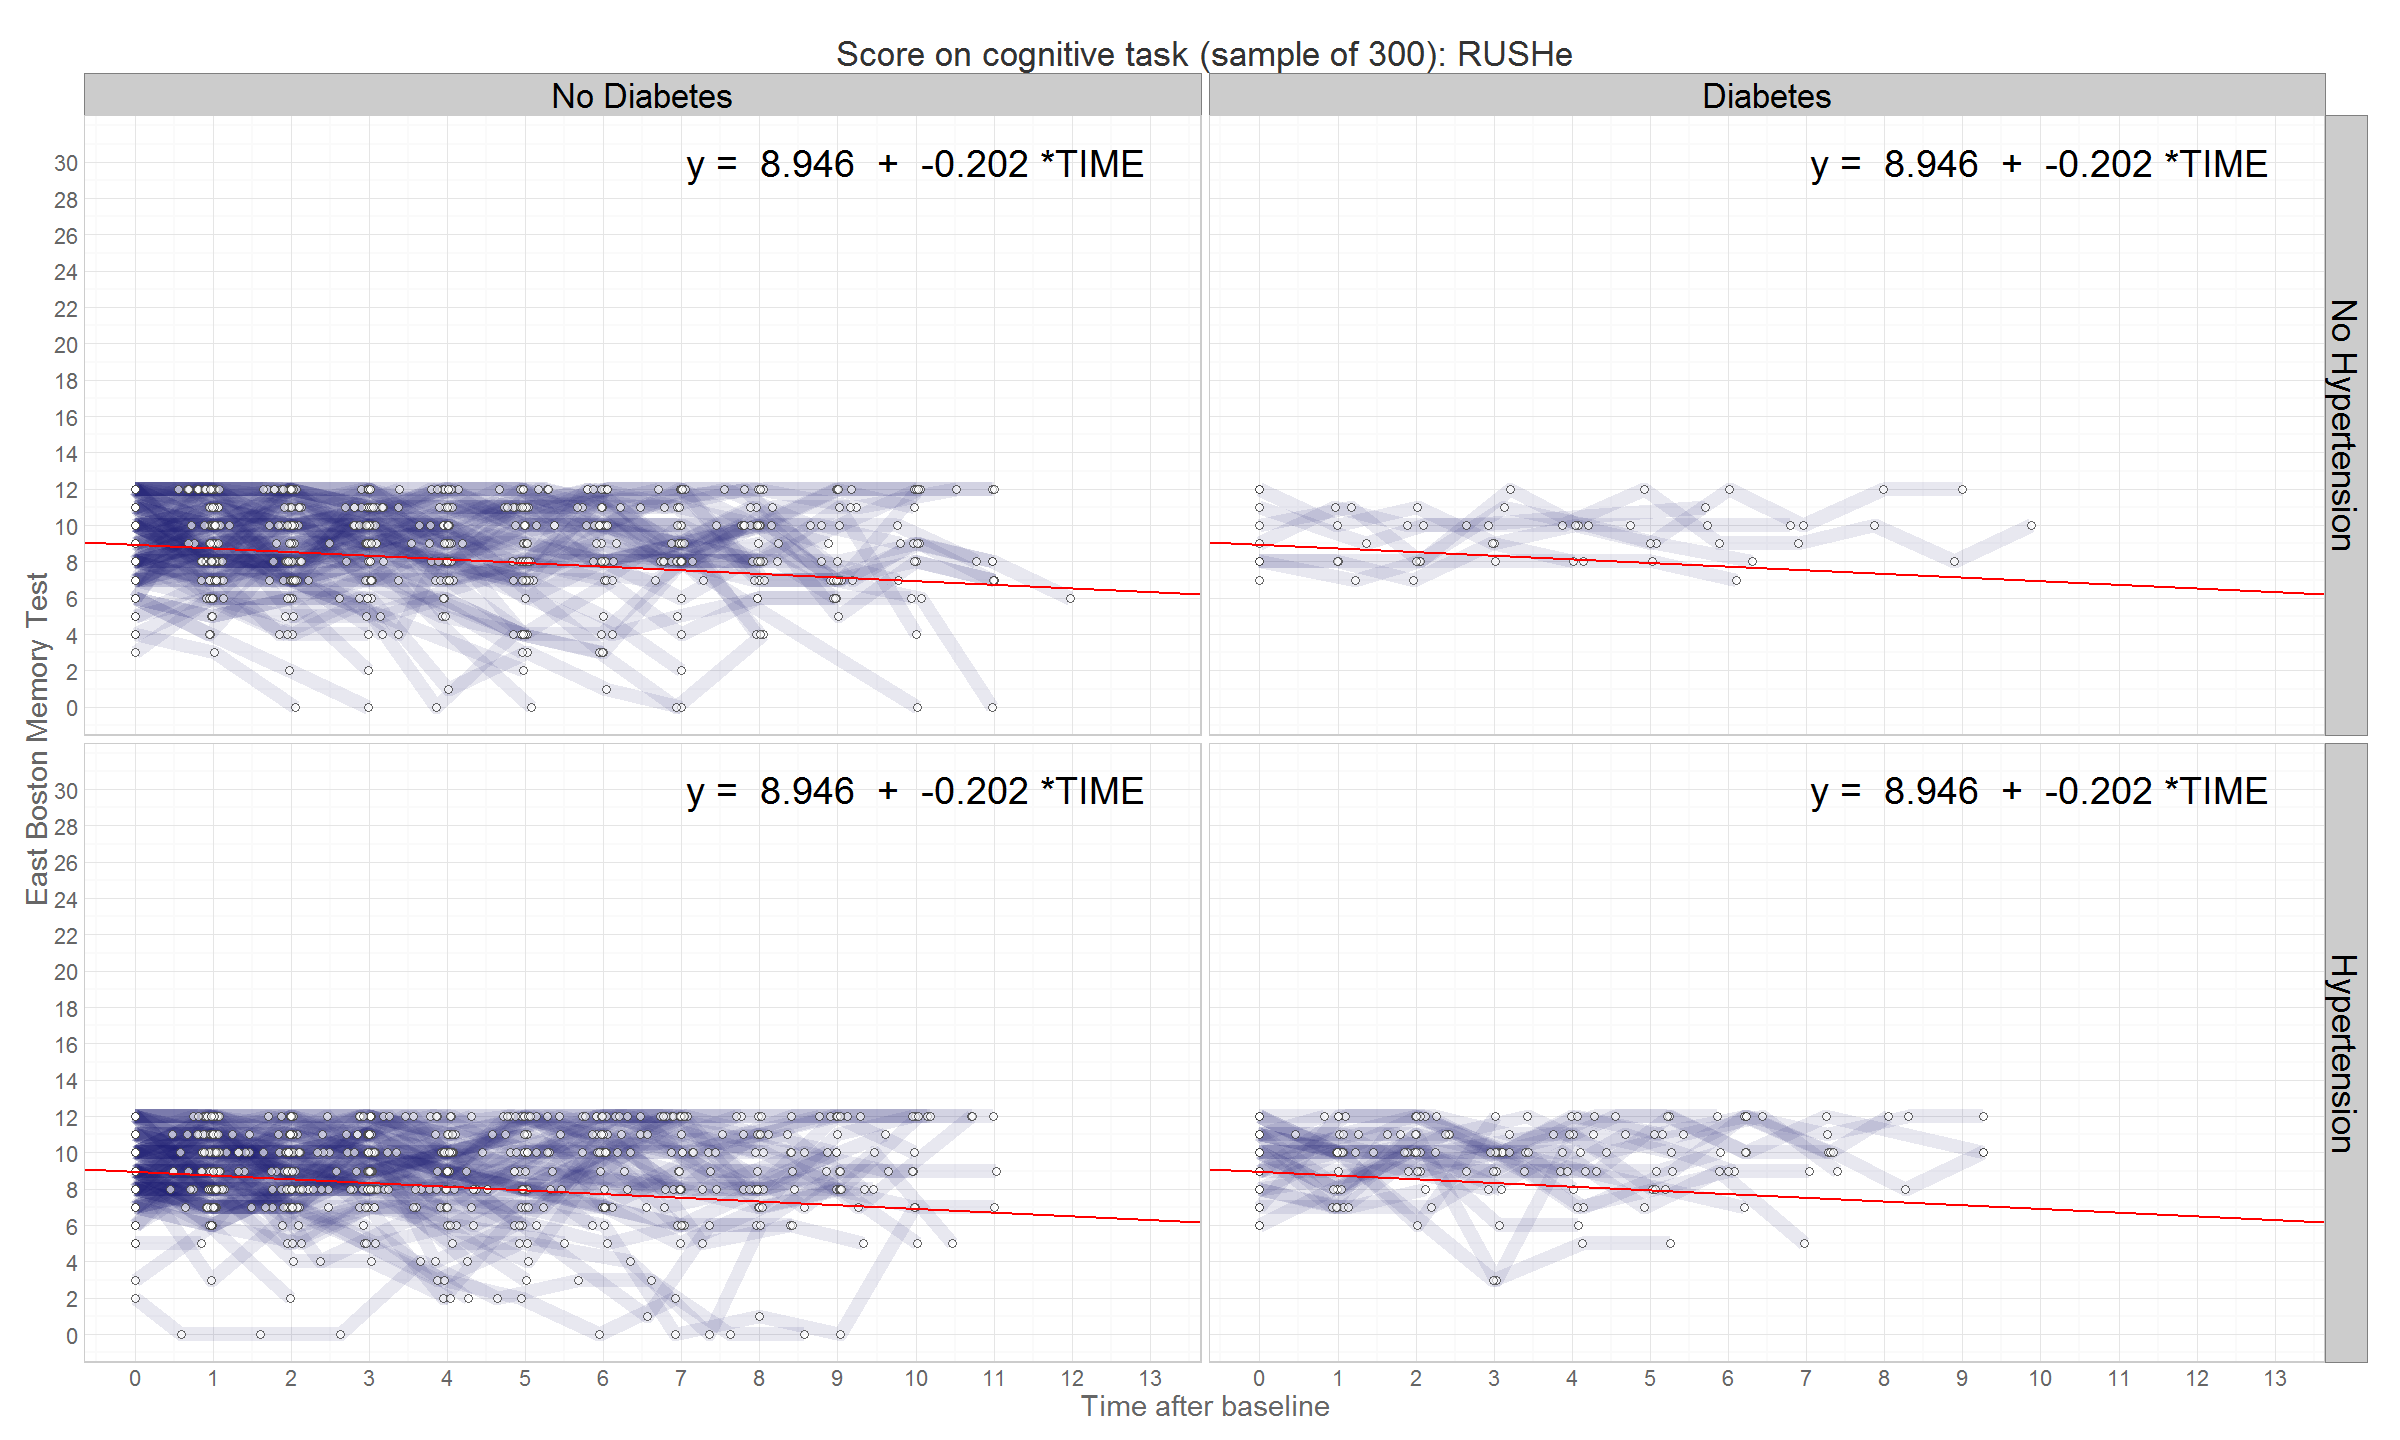 Score on cognitive task (sample of 300): RUSHe
No Diabetes
Diabetes
y = 8.946 + -0.202 *TIME
y = 8.946 + -0.202 *TIME
No Hypertension
30
28
26
24
22
20
18
16
14
12
10
8
6
4
2
0
East Boston Memory Test
y = 8.946 + -0.202 *TIME
y = 8.946 + -0.202 *TIME
Hypertension
30
28
26
24
22
20
18
16
14
12
10
8
6
4
2
0
0 1 2 3 4 5 6 7 8 9 10 11 12 13
0 1 2 3 4 5 6 7 8 9 10 11 12 13
Time after baseline